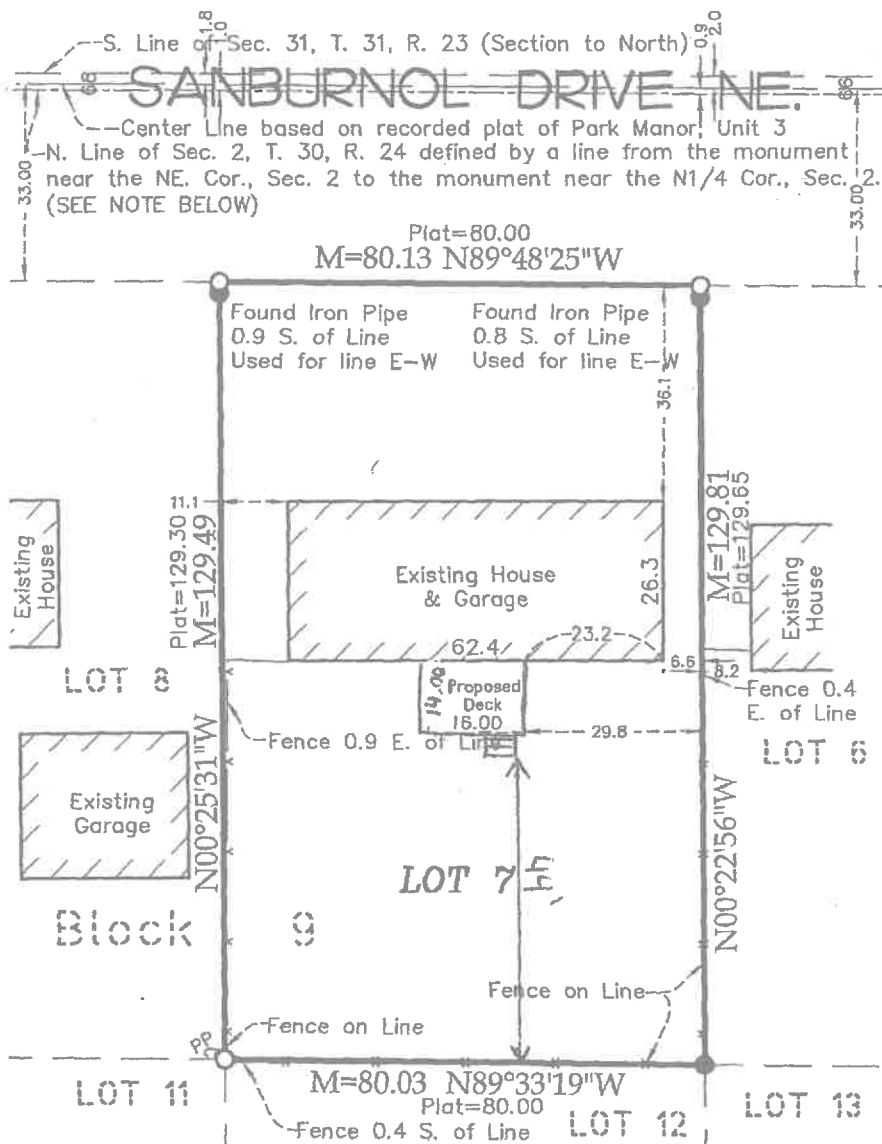 1.8
1.0
0.9
2.0
S. Line of Sec. 31, T. 31, R. 23 (Section to North)
SANBURNOL DRIVE NE.
Center Line based on recorded plat of Park Manor, Unit 3
N. Line of Sec. 2, T. 30, R. 24 defined by a line from the monument
near the NE. Cor., Sec. 2 to the monument near the N1/4 Cor., Sec. 2.
(SEE NOTE BELOW)
33.00
33.00
Plat=80.00
M=80.13 N89°48'25"W
Found Iron Pipe
0.9 S. of Line
Used for line E-W
Found Iron Pipe
0.8 S. of Line
Used for line E-W
36.1
11.1
Plat=129.30
M=129.49
M=129.81
Plat=129.65
Existing
House
Existing House
& Garage
26.3
Existing
House
62.4
23.2
6.6
8.2
LOT 8
14.00
Proposed
Deck
16.00
Fence 0.4
E. of Line
Fence 0.9 E. of Line
29.8
LOT 6
N00°25'31"W
N00°22'56"W
Existing
Garage
LOT 7
Block 9
Fence on Line
Fence on Line
PP
LOT 11
M=80.03 N89°33'19"W
Plat=80.00
LOT 12
LOT 13
Fence 0.4 S. of Line